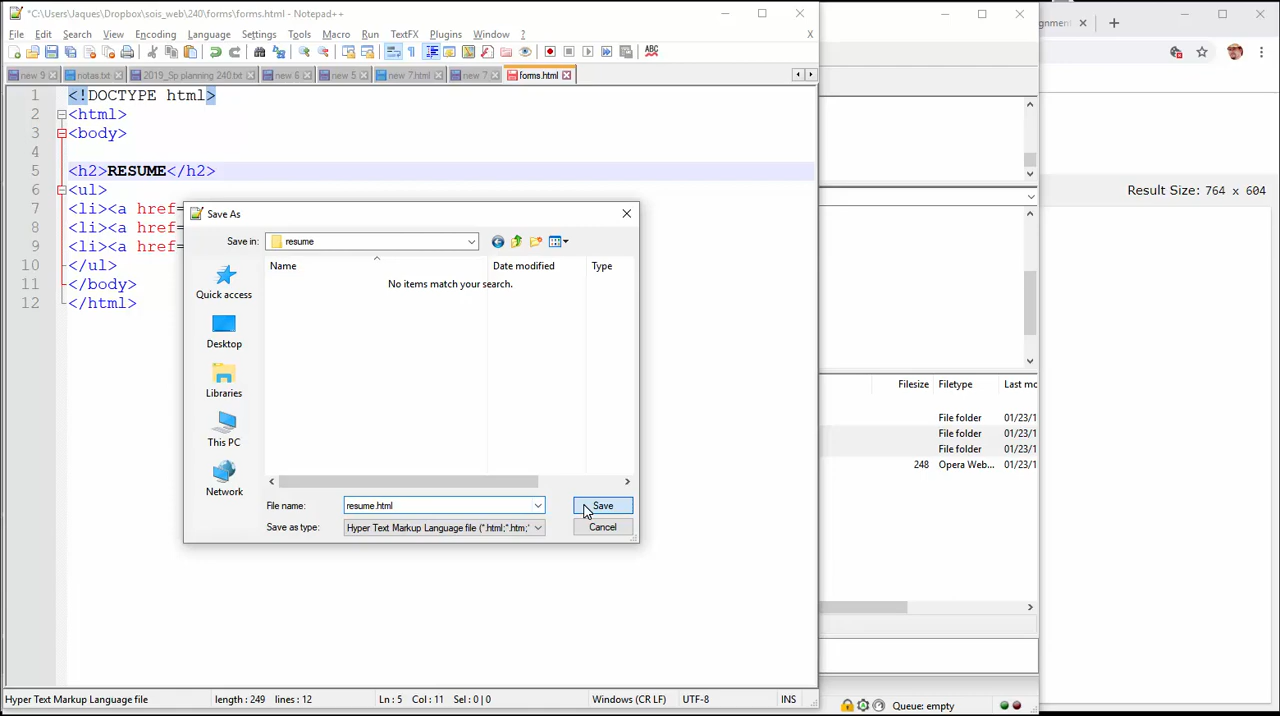 *C:\Users\Jaques\Dropbox\sois_web\240\forms\forms.html - Notepad++
File Edit Search View Encoding Language Settings Tools Macro Run TextFX Plugins Window ? X
new 9 notas.txt 2019_Sp planning 240.txt new 6 new 5 new 7.html new 7 forms.html
gnment
1 <!DOCTYPE html>
2 <html>
3 <body>
4
5 <h2>RESUME</h2>
6 <ul>
7 <li><a href=
8 <li><a href=
9 <li><a href=
10 </ul>
11 </body>
12 </html>
Result Size: 764 x 604
Save As
Save in: resume
Name Date modified Type
No items match your search.
Quick access
Desktop
Libraries
This PC
Network
File name: resume.html Save
Save as type: Hyper Text Markup Language file (*.html;*.htm;* Cancel
Filesize Filetype Last mo
File folder 01/23/1
File folder 01/23/1
File folder 01/23/1
248 Opera Web... 01/23/1
Hyper Text Markup Language file length : 249 lines : 12 Ln : 5 Col : 11 Sel : 0 | 0 Windows (CR LF) UTF-8 INS
Queue: empty